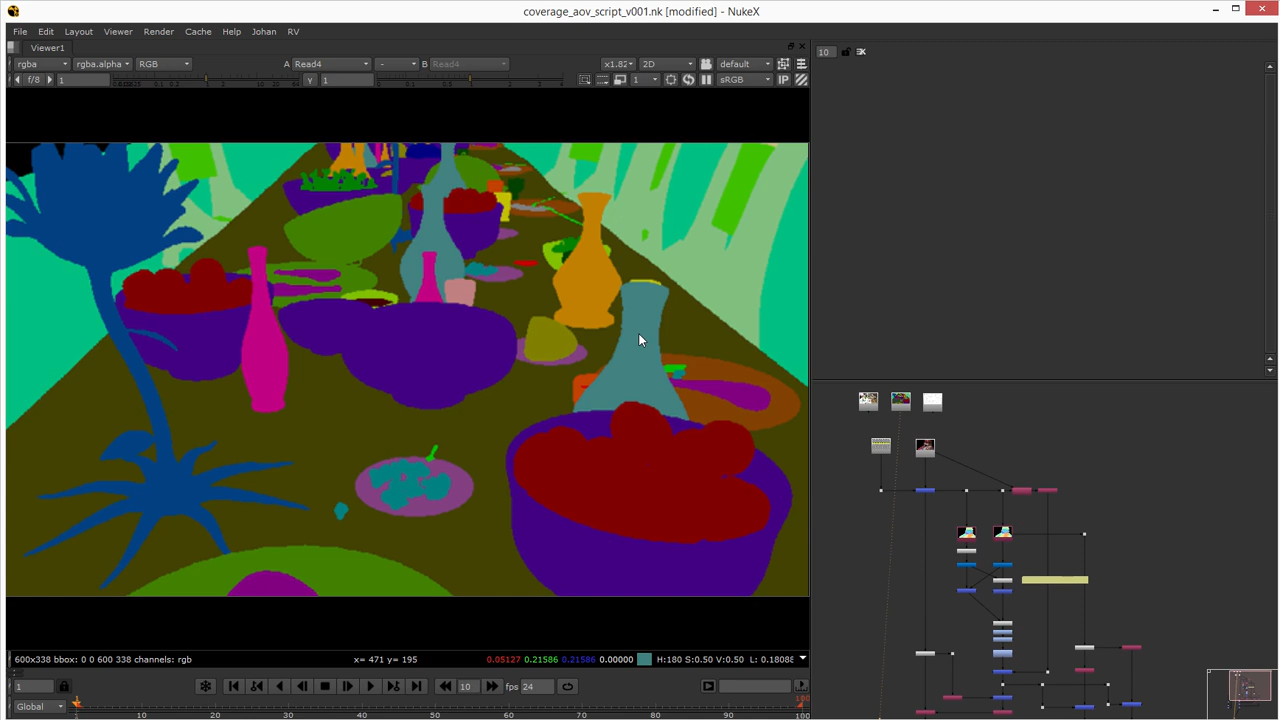 coverage_aov_script_v001.nk [modified] - NukeX
File Edit Layout Viewer Render Cache Help Johan RV
Viewer1
rgba rgba.alpha RGB A Read4 - B Read4 x1.82 2D default
f/8 1 γ 1 1 sRGB IP
10
600x338 bbox: 0 0 600 338 channels: rgb x= 471 y= 195 0.05127 0.21586 0.21586 0.00000 H:180 S:0.50 V:0.50 L: 0.18088
1 10 fps 24
Global 1 10 20 30 40 50 60 70 80 90 100
100